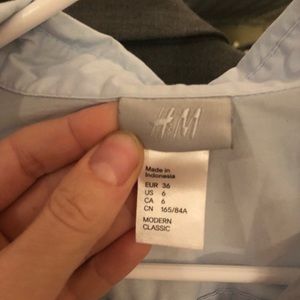 H&M
Made in
Indonesia
EUR 36
US 6
CA 6
CN 165/84A
MODERN
CLASSIC